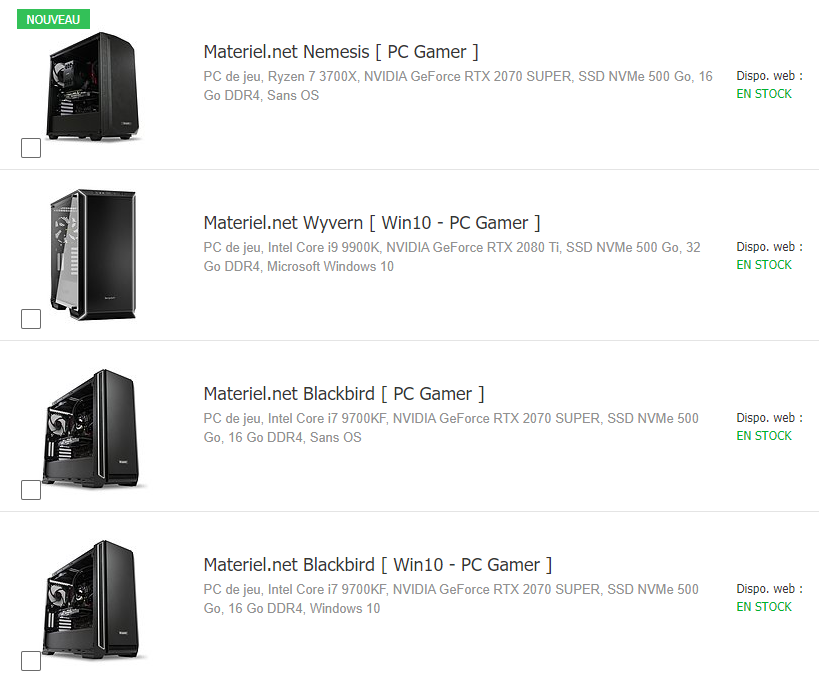 NOUVEAU
Materiel.net Nemesis [ PC Gamer ]
PC de jeu, Ryzen 7 3700X, NVIDIA GeForce RTX 2070 SUPER, SSD NVMe 500 Go, 16
Go DDR4, Sans OS
Dispo. web :
EN STOCK
Materiel.net Wyvern [ Win10 - PC Gamer ]
PC de jeu, Intel Core i9 9900K, NVIDIA GeForce RTX 2080 Ti, SSD NVMe 500 Go, 32
Go DDR4, Microsoft Windows 10
Dispo. web :
EN STOCK
Materiel.net Blackbird [ PC Gamer ]
PC de jeu, Intel Core i7 9700KF, NVIDIA GeForce RTX 2070 SUPER, SSD NVMe 500
Go, 16 Go DDR4, Sans OS
Dispo. web :
EN STOCK
Materiel.net Blackbird [ Win10 - PC Gamer ]
PC de jeu, Intel Core i7 9700KF, NVIDIA GeForce RTX 2070 SUPER, SSD NVMe 500
Go, 16 Go DDR4, Windows 10
Dispo. web :
EN STOCK